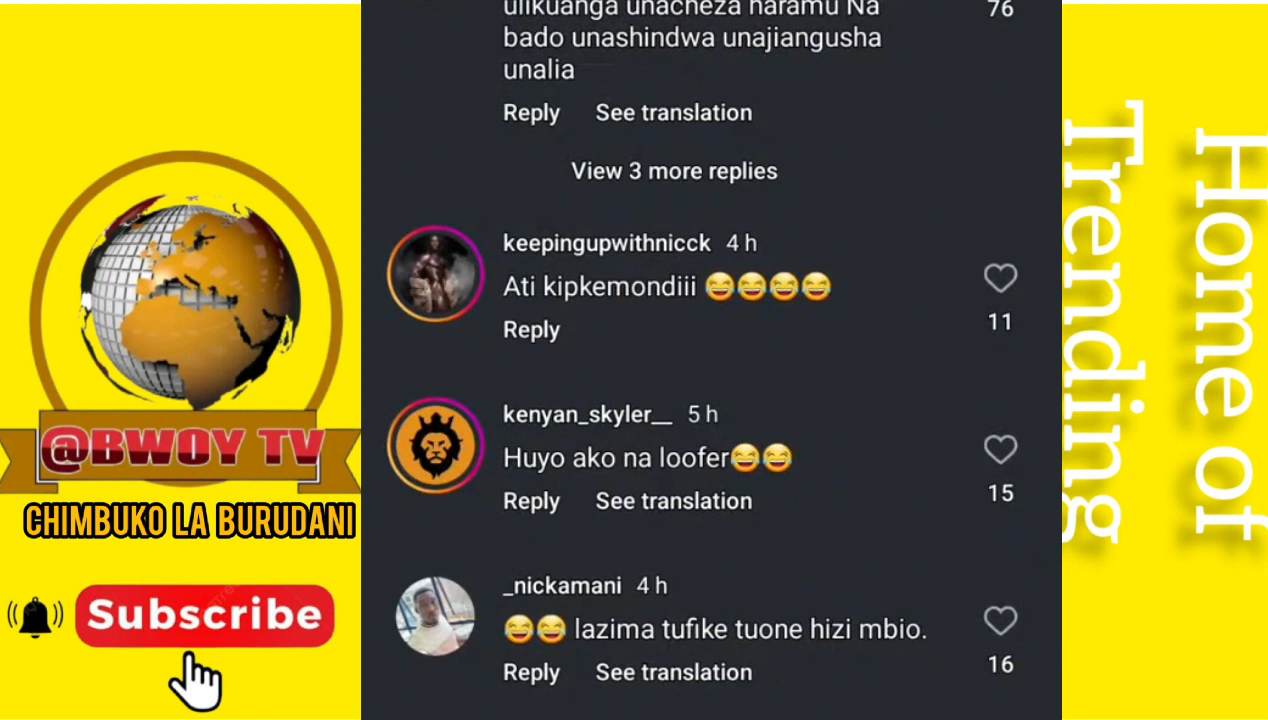 ulikuanga unacheza haramu Na
bado unashindwa unajiangusha
unalia
76
Reply See translation
View 3 more replies
keepingupwithnicck 4 h
Ati kipkemondiii 😂😂😂😂
11
Reply
kenyan_skyler__ 5 h
Huyo ako na loofer😂😂
15
Reply See translation
_nickamani 4 h
😂😂 lazima tufike tuone hizi mbio.
16
Reply See translation
@BWOY TV
CHIMBUKO LA BURUDANI
Subscribe
Home of
Trending